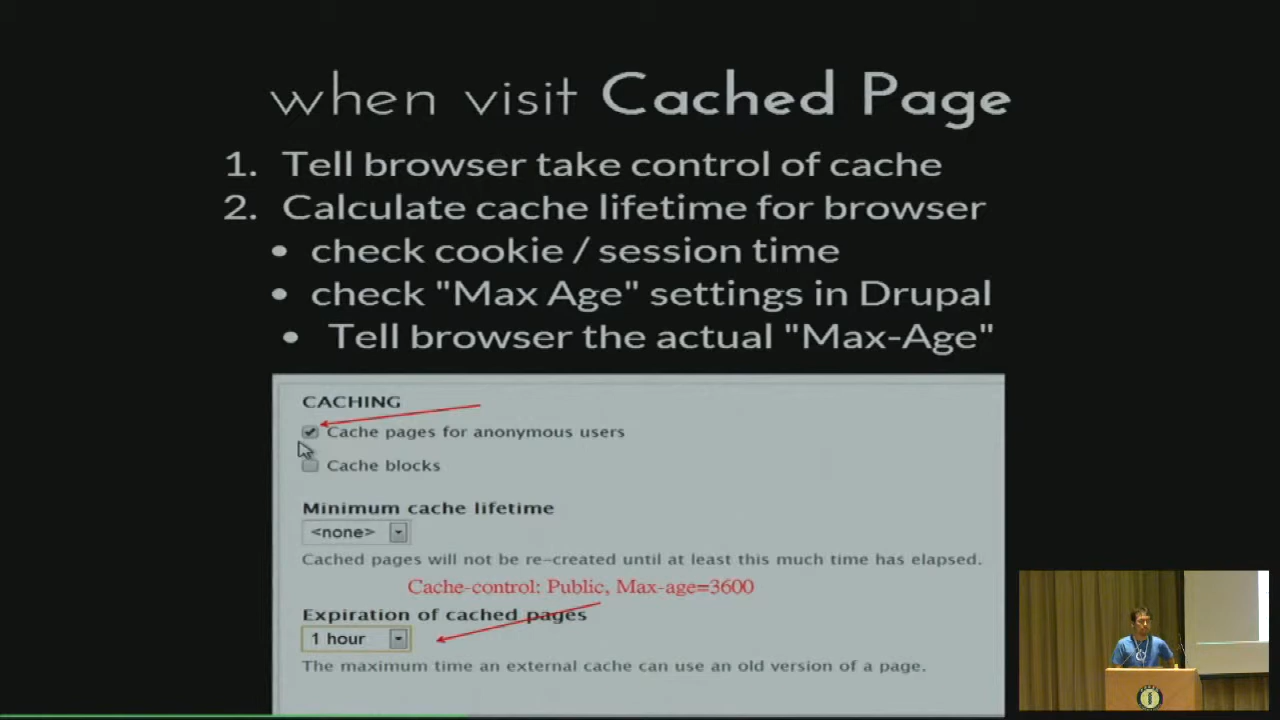 when visit Cached Page
1. Tell browser take control of cache
2. Calculate cache lifetime for browser
• check cookie / session time
• check "Max Age" settings in Drupal
• Tell browser the actual "Max-Age"
CACHING
Cache pages for anonymous users
Cache blocks
Minimum cache lifetime
<none>
Cached pages will not be re-created until at least this much time has elapsed.
Cache-control: Public, Max-age=3600
Expiration of cached pages
1 hour
The maximum time an external cache can use an old version of a page.